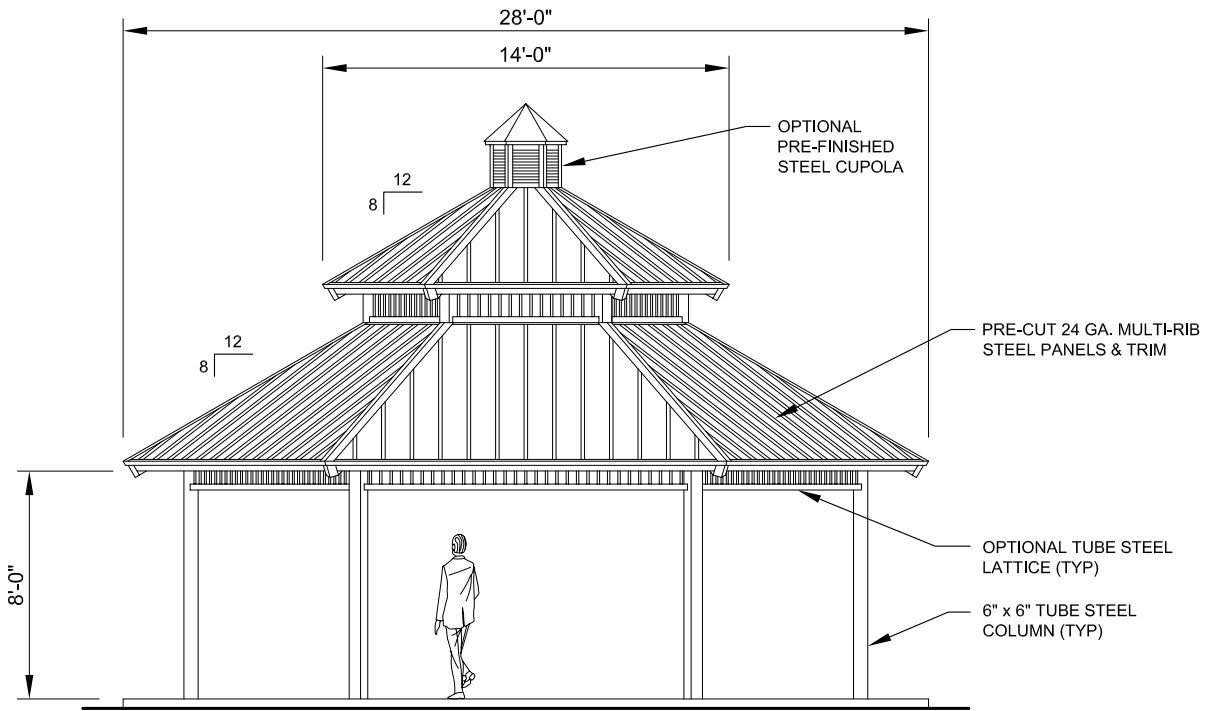 28'-0"
14'-0"
OPTIONAL
PRE-FINISHED
STEEL CUPOLA
12
8
12
8
PRE-CUT 24 GA. MULTI-RIB
STEEL PANELS & TRIM
8'-0"
OPTIONAL TUBE STEEL
LATTICE (TYP)
6" x 6" TUBE STEEL
COLUMN (TYP)